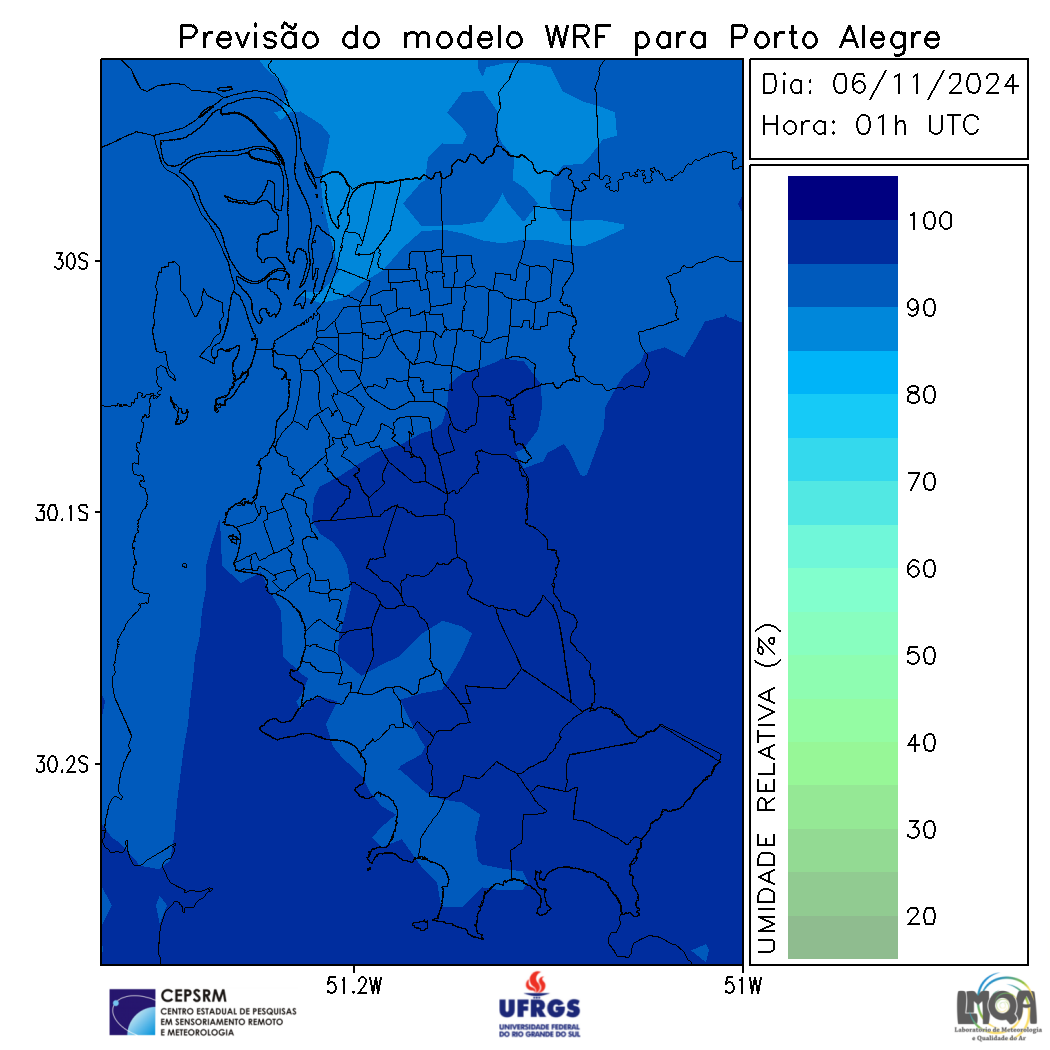 Previsão do modelo WRF para Porto Alegre
Dia: 06/11/2024
Hora: 01h UTC
100
90
80
70
60
50
40
30
20
UMIDADE RELATIVA (%)
30S
30.1S
30.2S
51.2W
51W
CEPSRM
CENTRO ESTADUAL DE PESQUISAS
EM SENSORIAMENTO REMOTO
E METEOROLOGIA
UFRGS
UNIVERSIDADE FEDERAL
DO RIO GRANDE DO SUL
LMQA
Laboratório de Meteorologia
e Qualidade do Ar